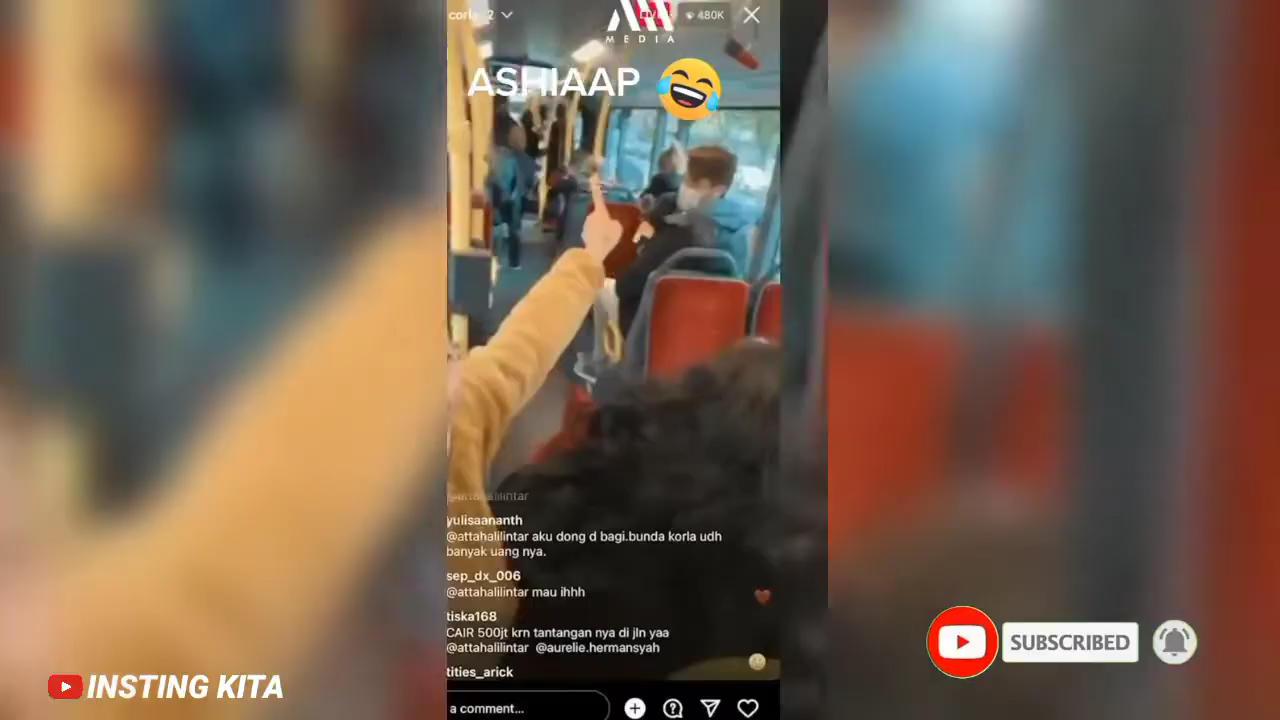 480K
MEDIA
ASHIAAP
@attahalilintar
yulisaananth
@attahalilintar aku dong d bagi.bunda korla udh
banyak uang nya.
sep_dx_006
@attahalilintar mau ihhh
tiska168
CAIR 500jt krn tantangan nya di jln yaa
@attahalilintar @aurelie.hermansyah
tities_arick
a comment...
INSTING KITA
SUBSCRIBED